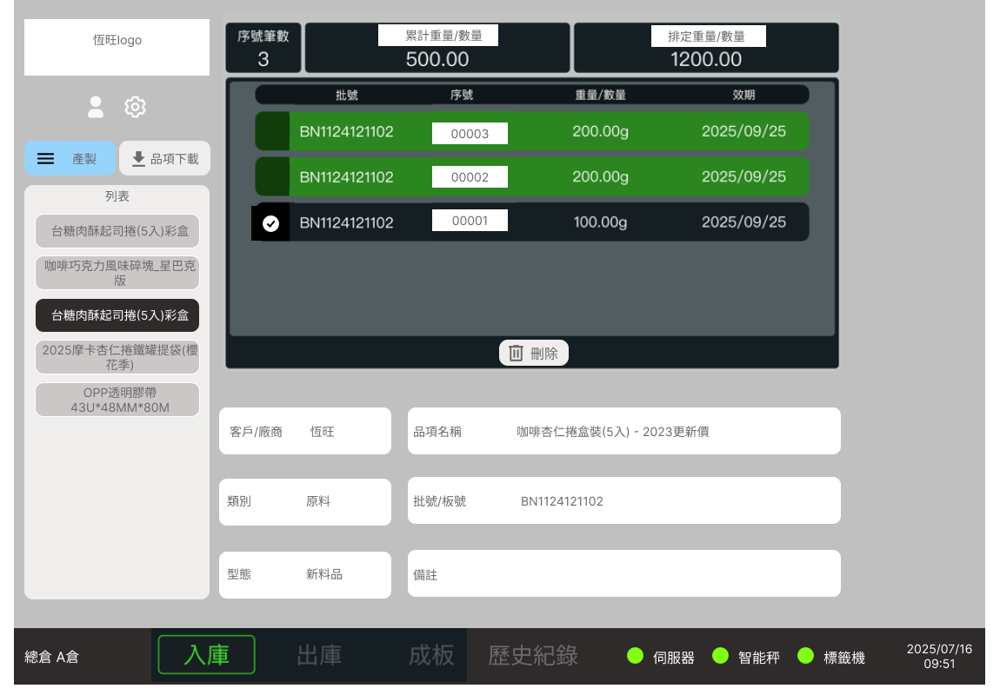 恆旺logo
產製
品項下載
列表
台糖肉酥起司捲(5入)彩盒
咖啡巧克力風味碎塊_星巴克
版
台糖肉酥起司捲(5入)彩盒
2025摩卡杏仁捲鐵罐提袋(櫻
花季)
OPP透明膠帶
43U*48MM*80M
序號筆數
3
累計重量/數量
500.00
排定重量/數量
1200.00
批號 序號 重量/數量 效期
BN1124121102 00003 200.00g 2025/09/25
BN1124121102 00002 200.00g 2025/09/25
BN1124121102 00001 100.00g 2025/09/25
刪除
客戶/廠商 恆旺
品項名稱 咖啡杏仁捲盒裝(5入) - 2023更新價
類別 原料
批號/板號 BN1124121102
型態 新料品
備註
總倉 A倉
入庫
出庫
成板
歷史紀錄
伺服器
智能秤
標籤機
2025/07/16
09:51